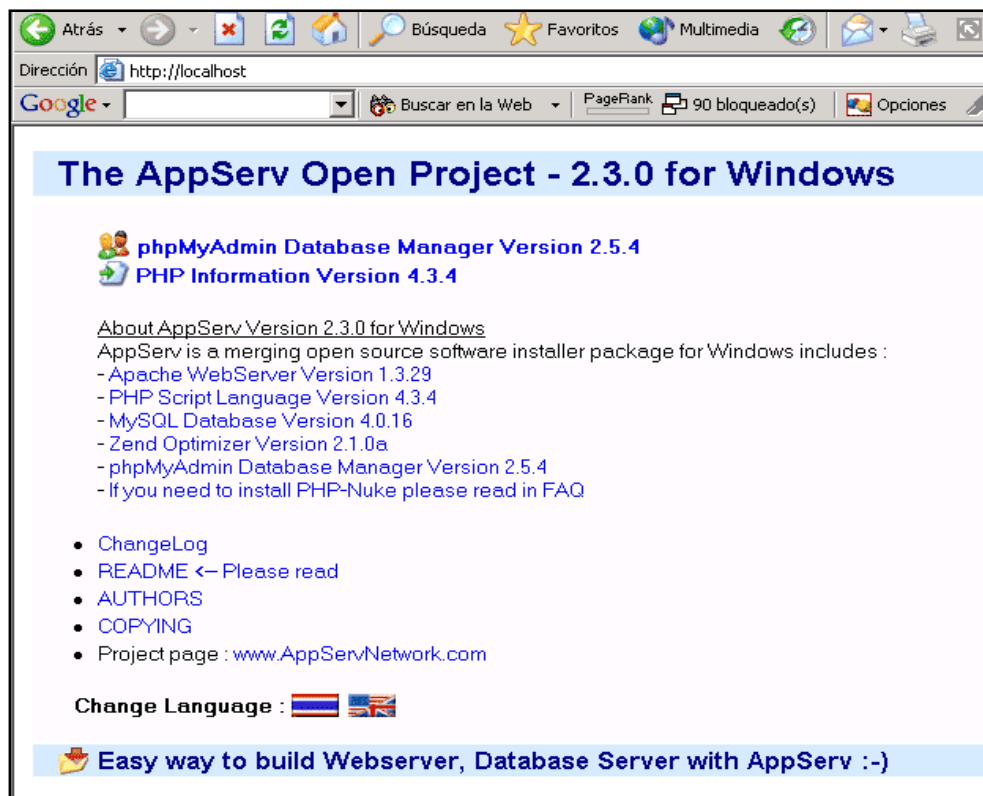 Atrás Búsqueda Favoritos Multimedia
Dirección http://localhost
Google Buscar en la Web PageRank 90 bloqueado(s) Opciones
The AppServ Open Project - 2.3.0 for Windows
phpMyAdmin Database Manager Version 2.5.4
PHP Information Version 4.3.4
About AppServ Version 2.3.0 for Windows
AppServ is a merging open source software installer package for Windows includes :
- Apache WebServer Version 1.3.29
- PHP Script Language Version 4.3.4
- MySQL Database Version 4.0.16
- Zend Optimizer Version 2.1.0a
- phpMyAdmin Database Manager Version 2.5.4
- If you need to install PHP-Nuke please read in FAQ
• ChangeLog
• README <-- Please read
• AUTHORS
• COPYING
• Project page : www.AppServNetwork.com
Change Language :
Easy way to build Webserver, Database Server with AppServ :-)